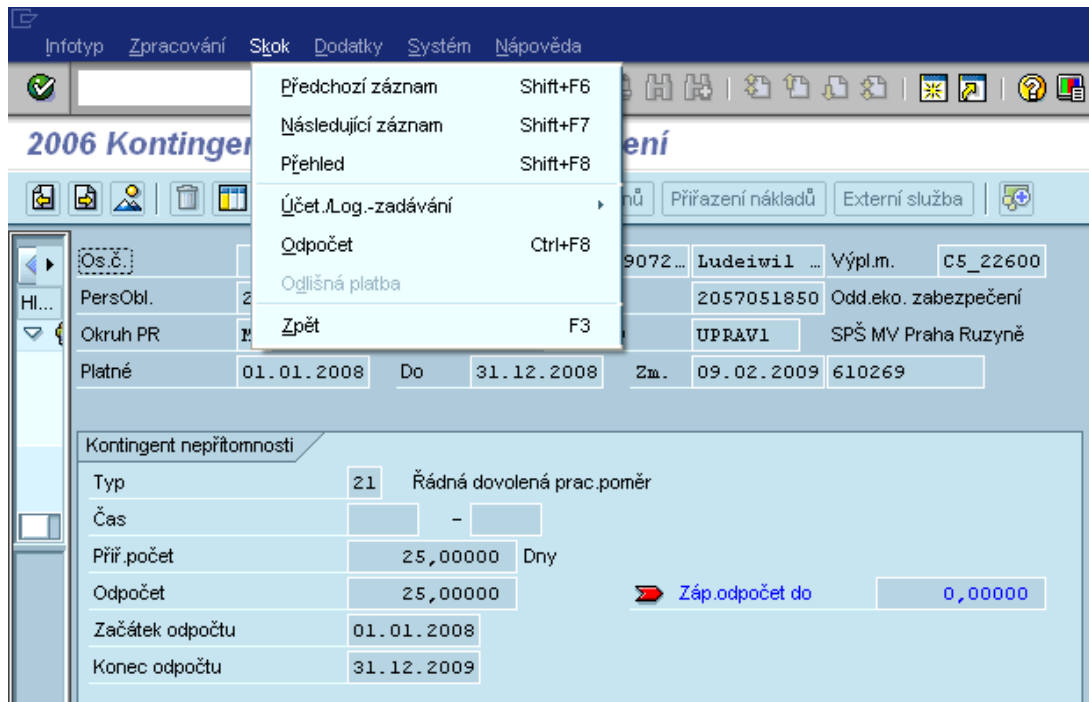 Infotyp Zpracování Skok Dodatky Systém Nápověda
Předchozí záznam Shift+F6
Následující záznam Shift+F7
Přehled Shift+F8
Účet./Log.-zadávání
Odpočet Ctrl+F8
Odlišná platba
Zpět F3
2006 Kontinge ení
nů Přiřazení nákladů Externí služba
Os.č. 9072... Ludeiwil ... Výpl.m. C5_22600
Hl... PersObl. 2 2057051850 Odd.eko. zabezpečení
Okruh PR M UPRAV1 SPŠ MV Praha Ruzyně
Platné 01.01.2008 Do 31.12.2008 Zm. 09.02.2009 610269
Kontingent nepřítomnosti
Typ 21 Řádná dovolená prac.poměr
Čas –
Přiř.počet 25,00000 Dny
Odpočet 25,00000 Záp.odpočet do 0,00000
Začátek odpočtu 01.01.2008
Konec odpočtu 31.12.2009